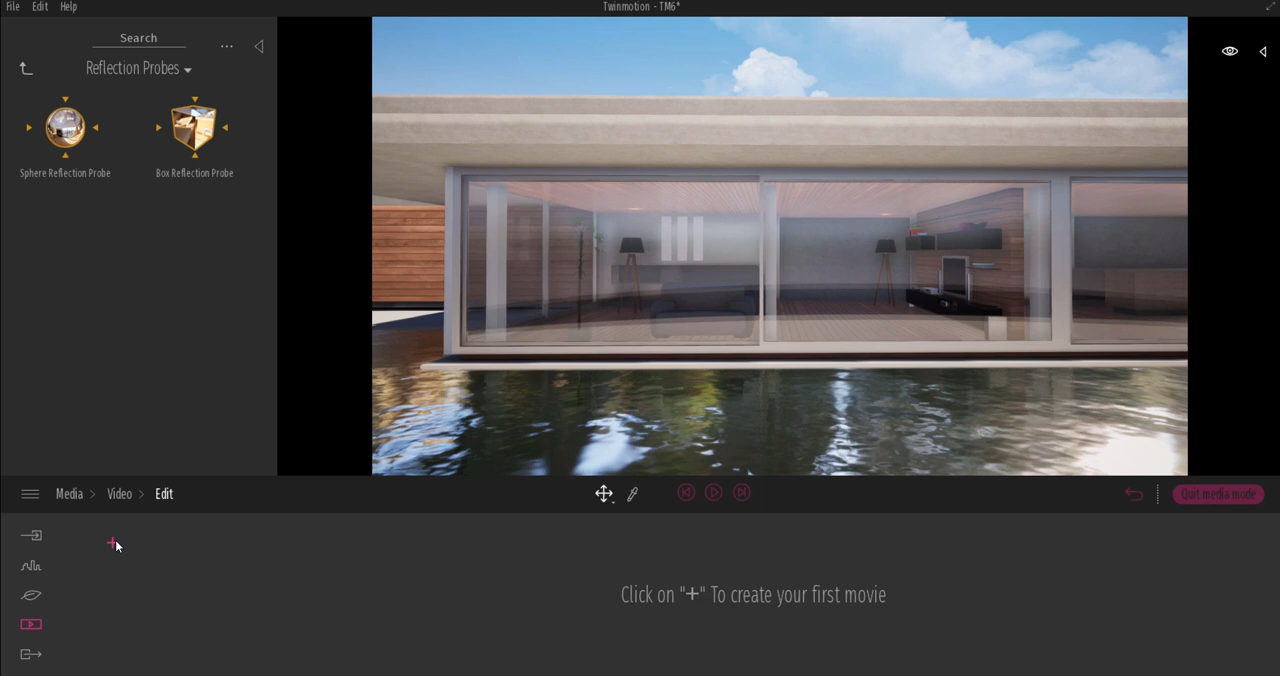 File Edit Help
Twinmotion - TM6*
Search
...
Reflection Probes
Sphere Reflection Probe
Box Reflection Probe
Media > Video > Edit
Quit media mode
Click on "+" To create your first movie